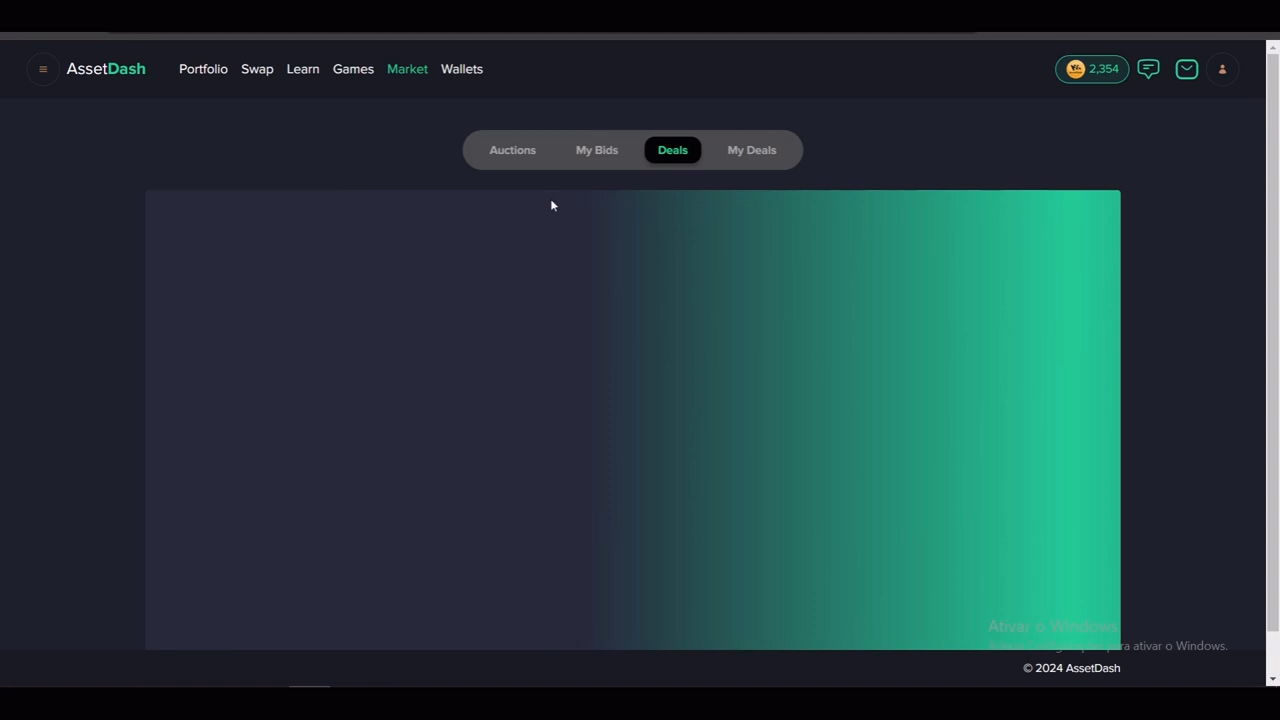 AssetDash Portfolio Swap Learn Games Market Wallets 2,354
Auctions My Bids Deals My Deals
Ativar o Windows
para ativar o Windows.
© 2024 AssetDash